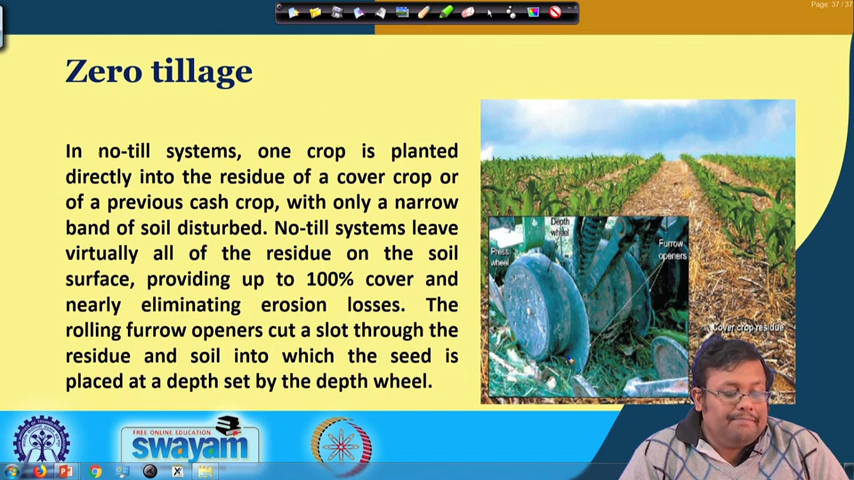 Page: 37 / 37
Zero tillage
In no-till systems, one crop is planted
directly into the residue of a cover crop or
of a previous cash crop, with only a narrow
band of soil disturbed. No-till systems leave
virtually all of the residue on the soil
surface, providing up to 100% cover and
nearly eliminating erosion losses. The
rolling furrow openers cut a slot through the
residue and soil into which the seed is
placed at a depth set by the depth wheel.
Depth
wheel
Press
wheel
Furrow
openers
Cover crop residue
FREE ONLINE EDUCATION
swayam